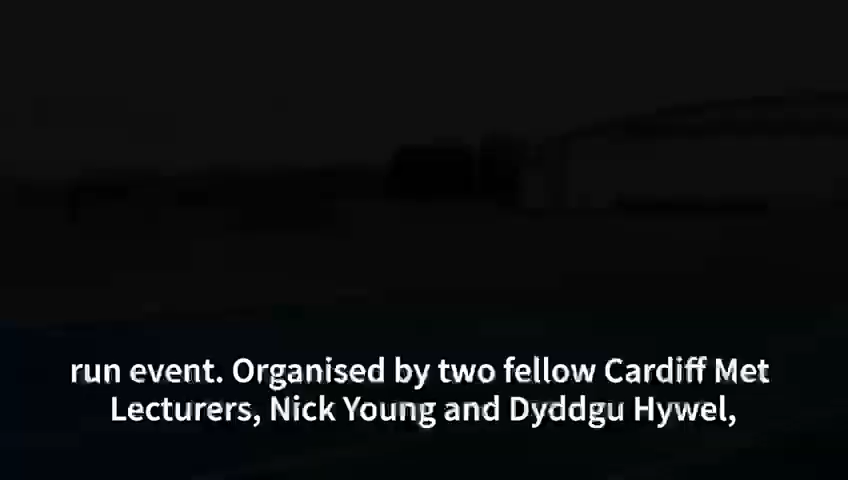 run event. Organised by two fellow Cardiff Met
Lecturers, Nick Young and Dyddgu Hywel,